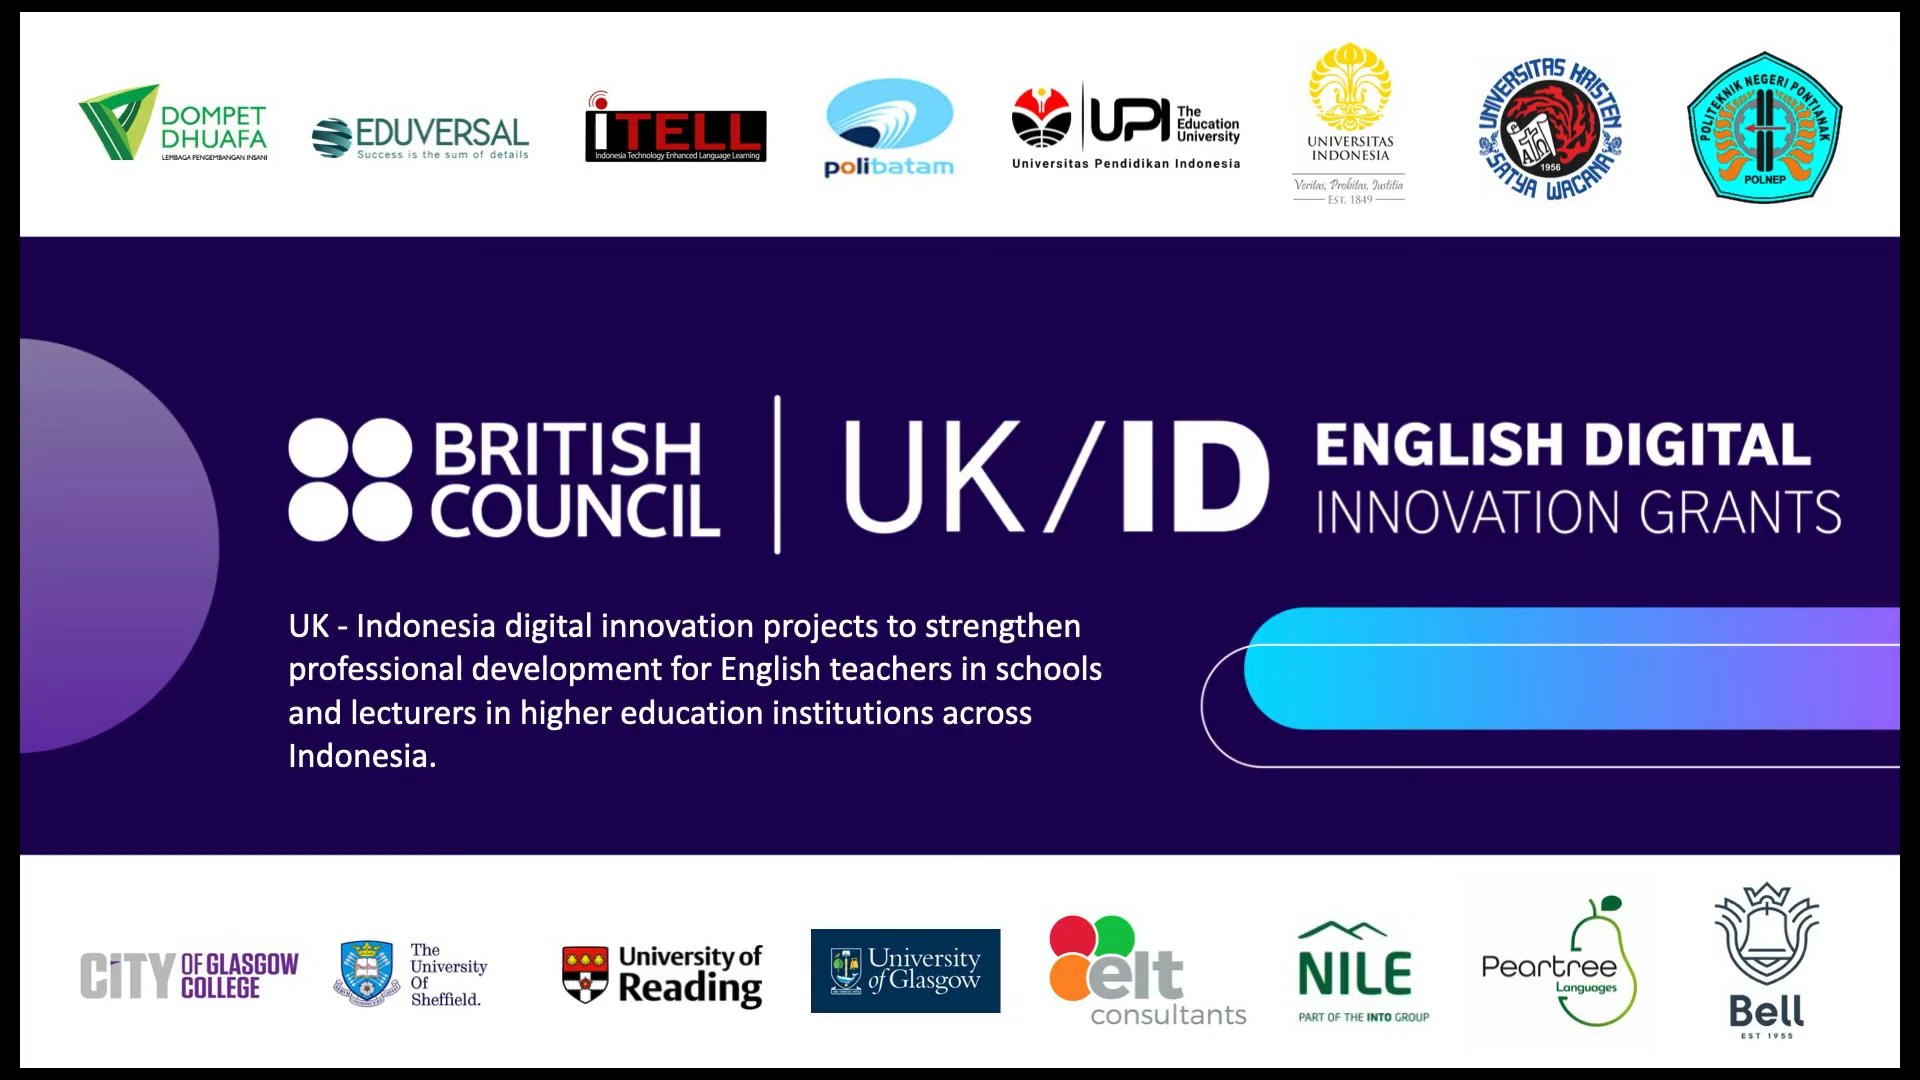 DOMPET
DHUAFA
LEMBAGA PENGEMBANGAN INSANI
EDUVERSAL
Success is the sum of details
iTELL
Indonesia Technology Enhanced Language Learning
polibatam
UPI
The
Education
University
Universitas Pendidikan Indonesia
UNIVERSITAS
INDONESIA
Veritas, Probitas, Justitia
EST. 1849
UNIVERSITAS KRISTEN
SATYA WACANA
1956
POLITEKNIK NEGERI PONTIANAK
POLNEP
BRITISH
COUNCIL
UK/ID
ENGLISH DIGITAL
INNOVATION GRANTS
UK - Indonesia digital innovation projects to strengthen
professional development for English teachers in schools
and lecturers in higher education institutions across
Indonesia.
CiTY
OF GLASGOW
COLLEGE
The
University
Of
Sheffield.
University of
Reading
University
of Glasgow
elt
consultants
NILE
PART OF THE INTO GROUP
Peartree
Languages
Bell
EST 1955